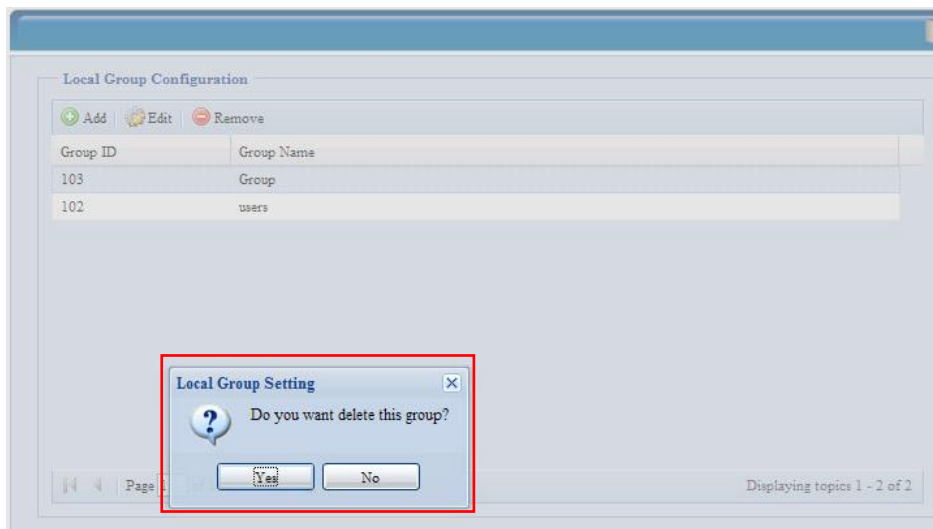 Local Group Configuration
Add Edit Remove
Group ID Group Name
103 Group
102 users
Local Group Setting
Do you want delete this group?
Yes No
Page 1 Displaying topics 1 - 2 of 2